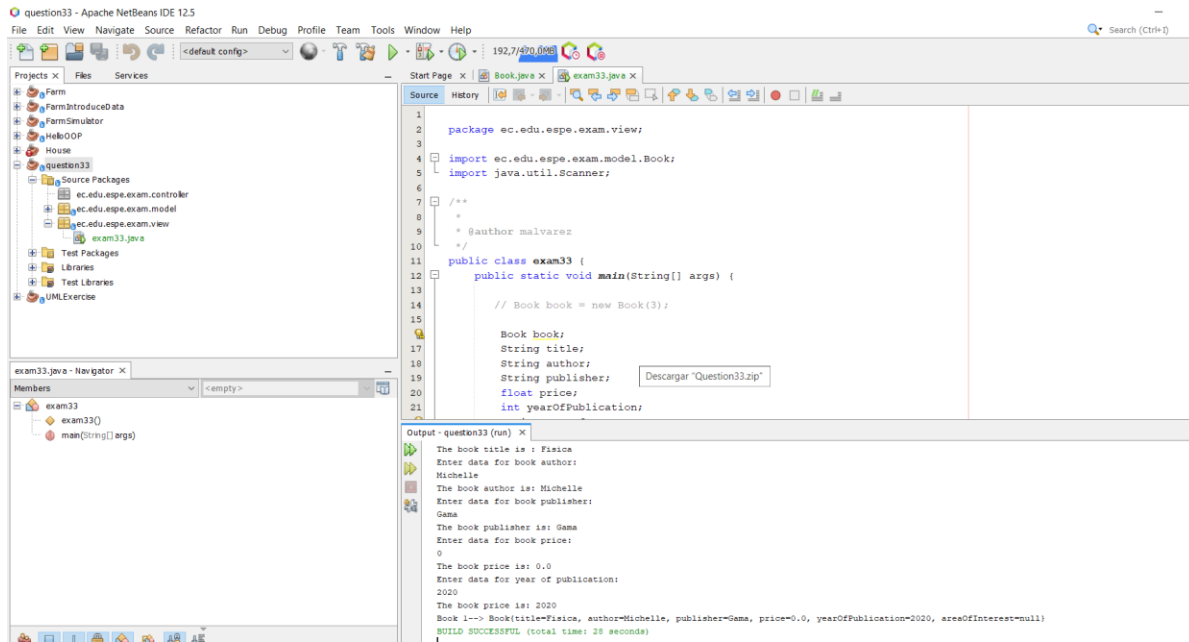 question33 - Apache NetBeans IDE 12.5
File Edit View Navigate Source Refactor Run Debug Profile Team Tools Window Help
Search (Ctrl+I)
<default config>
192,7/470,0MB
Projects Files Services
Farm
FarmIntroduceData
FarmSimulator
HelloOOP
House
question33
Source Packages
ec.edu.espe.exam.controller
ec.edu.espe.exam.model
ec.edu.espe.exam.view
exam33.java
Test Packages
Libraries
Test Libraries
UMLExercise
exam33.java - Navigator
Members
<empty>
exam33
exam33()
main(String[] args)
Start Page Book.java exam33.java
Source History
1
2 package ec.edu.espe.exam.view;
3
4 import ec.edu.espe.exam.model.Book;
5 import java.util.Scanner;
6
7 /**
8 *
9 * @author malvarez
10 */
11 public class exam33 {
12 public static void main(String[] args) {
13
14 // Book book = new Book(3);
15
Book book;
17 String title;
18 String author;
19 String publisher;
20 float price;
21 int yearOfPublication;
Descargar "Question33.zip"
Output - question33 (run)
The book title is : Fisica
Enter data for book author:
Michelle
The book author is: Michelle
Enter data for book publisher:
Gama
The book publisher is: Gama
Enter data for book price:
0
The book price is: 0.0
Enter data for year of publication:
2020
The book price is: 2020
Book 1--> Book{title=Fisica, author=Michelle, publisher=Gama, price=0.0, yearOfPublication=2020, areaOfInterest=null}
BUILD SUCCESSFUL (total time: 28 seconds)